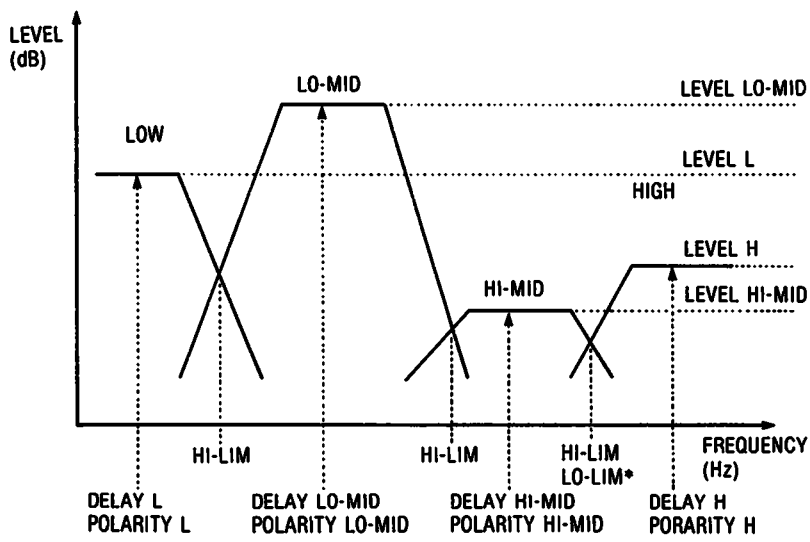 LEVEL
(dB)
LO-MID
LEVEL LO-MID
LOW
LEVEL L
HIGH
LEVEL H
HI-MID
LEVEL HI-MID
FREQUENCY
(Hz)
HI-LIM
HI-LIM
HI-LIM
LO-LIM*
DELAY L
POLARITY L
DELAY LO-MID
POLARITY LO-MID
DELAY HI-MID
POLARITY HI-MID
DELAY H
PORARITY H